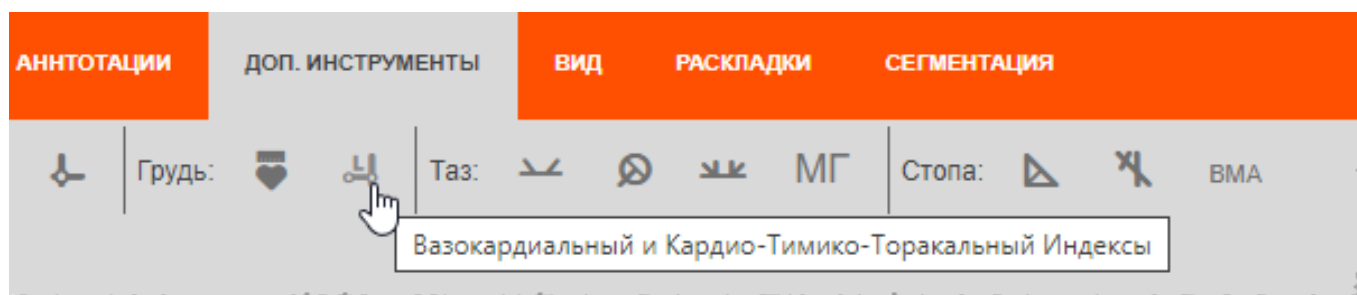 АННТОТАЦИИ ДОП. ИНСТРУМЕНТЫ ВИД РАСКЛАДКИ СЕГМЕНТАЦИЯ
Грудь: Таз: МГ Стопа: ВМА
Вазокардиальный и Кардио-Тимико-Торакальный Индексы